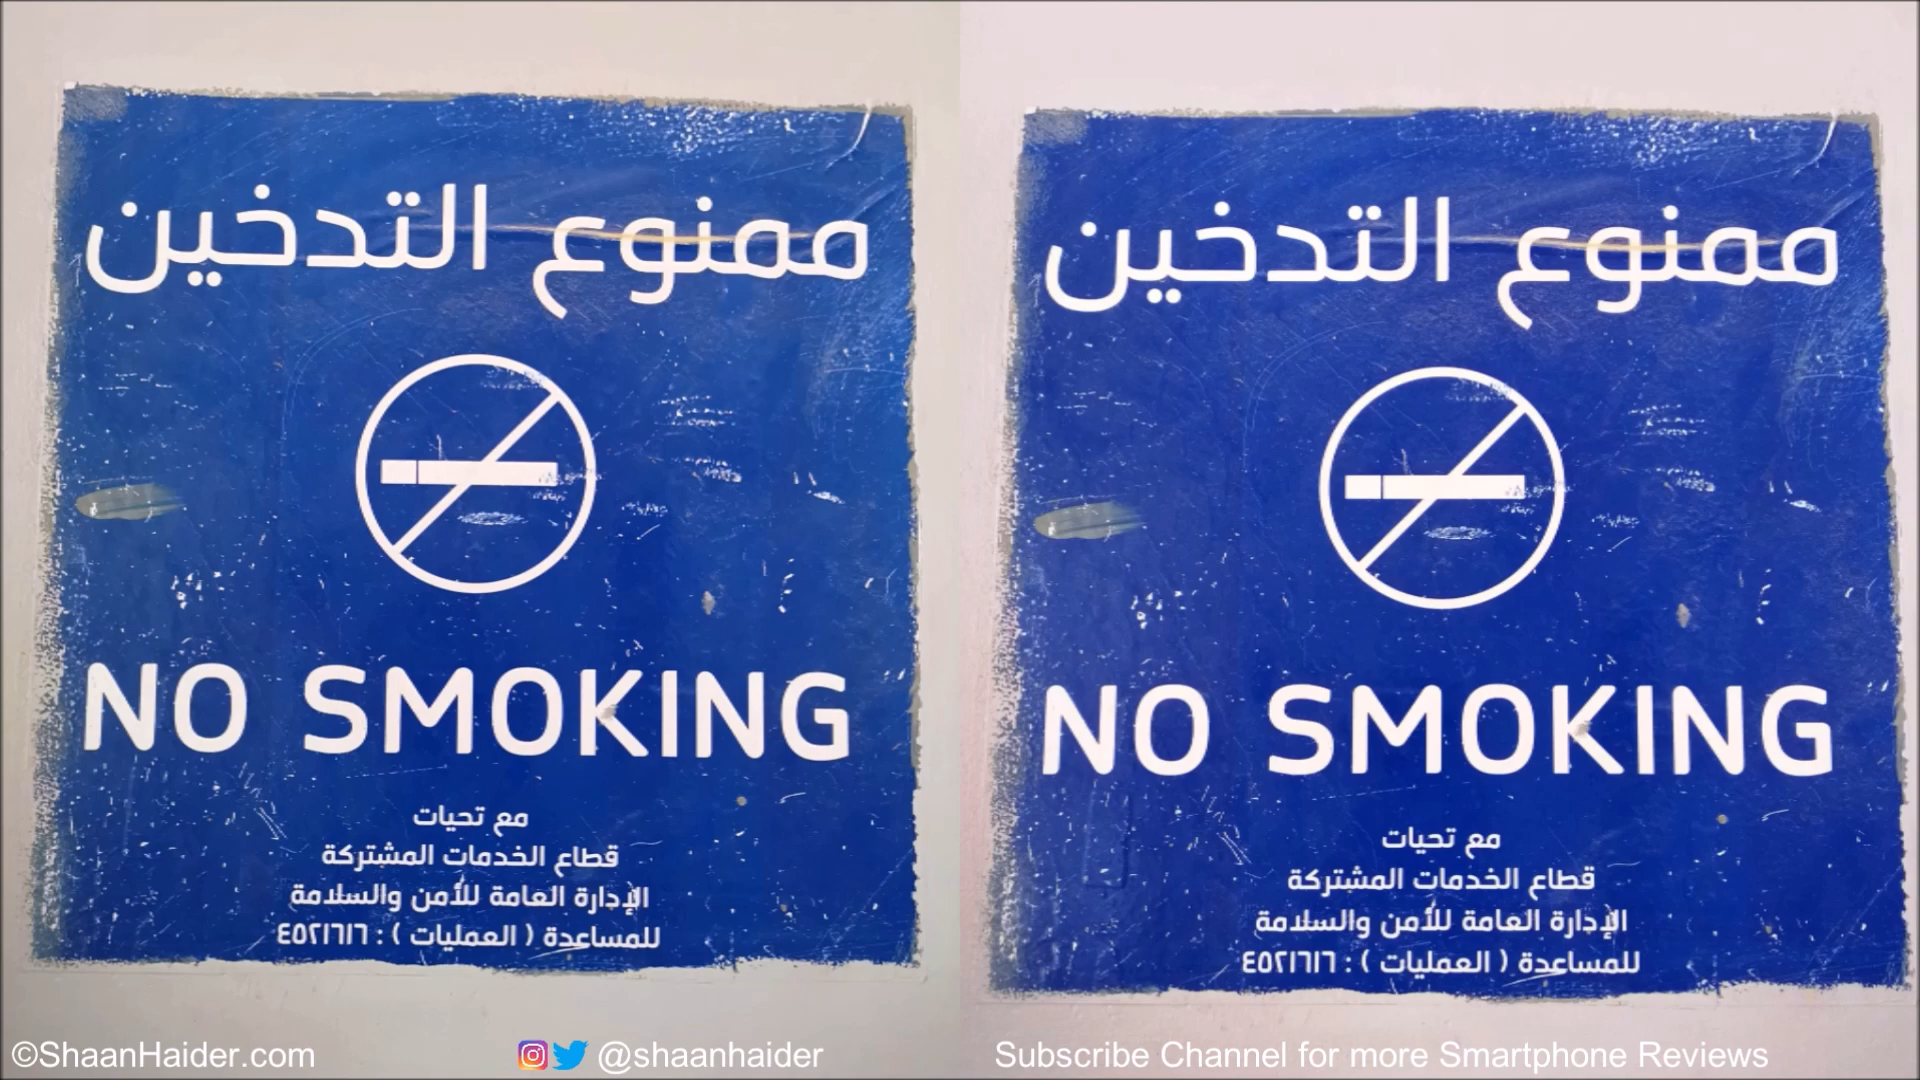 ممنوع التدخين
NO SMOKING
مع تحيات
قطاع الخدمات المشتركة
الإدارة العامة للأمن والسلامة
للمساعدة ( العمليات ) : ٤٥٢١٦١٦
ممنوع التدخين
NO SMOKING
مع تحيات
قطاع الخدمات المشتركة
الإدارة العامة للأمن والسلامة
للمساعدة ( العمليات ) : ٤٥٢١٦١٦
©ShaanHaider.com
@shaanhaider
Subscribe Channel for more Smartphone Reviews